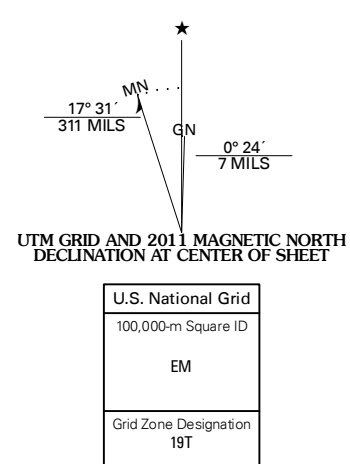 MN
17° 31´
311 MILS
GN
0° 24´
7 MILS
UTM GRID AND 2011 MAGNETIC NORTH
DECLINATION AT CENTER OF SHEET
U.S. National Grid
100,000-m Square ID
EM
Grid Zone Designation
19T